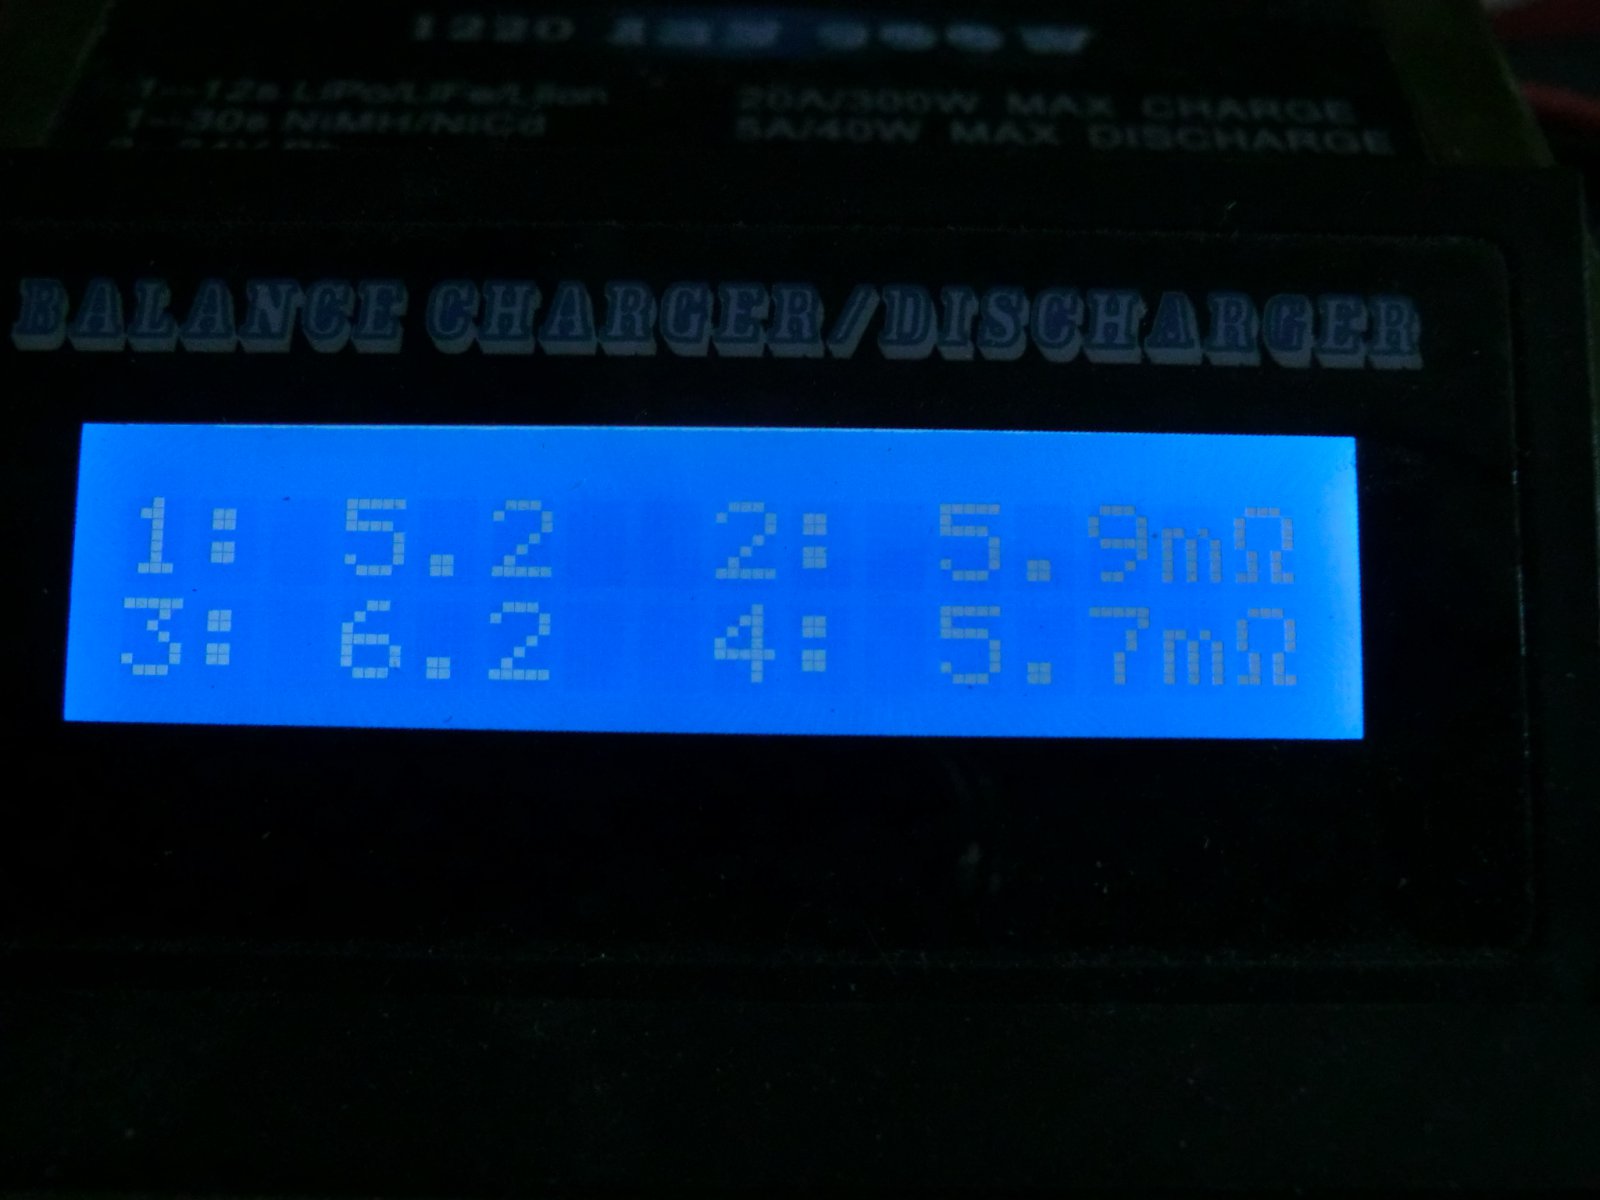 1220
1--12s LiPo/LiFe/LiIon
20A/300W MAX CHARGE
1--30s NiMH/NiCd
5A/40W MAX DISCHARGE
BALANCE CHARGER/DISCHARGER
1: 5.2 2: 5.9mΩ
3: 6.2 4: 5.7mΩ